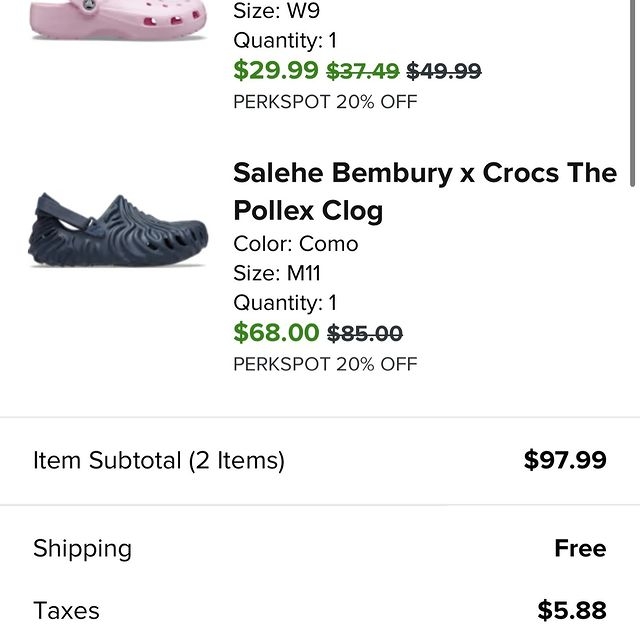 Size: W9
Quantity: 1
$29.99 $37.49 $49.99
PERKSPOT 20% OFF
Salehe Bembury x Crocs The
Pollex Clog
Color: Como
Size: M11
Quantity: 1
$68.00 $85.00
PERKSPOT 20% OFF
Item Subtotal (2 Items) $97.99
Shipping Free
Taxes $5.88